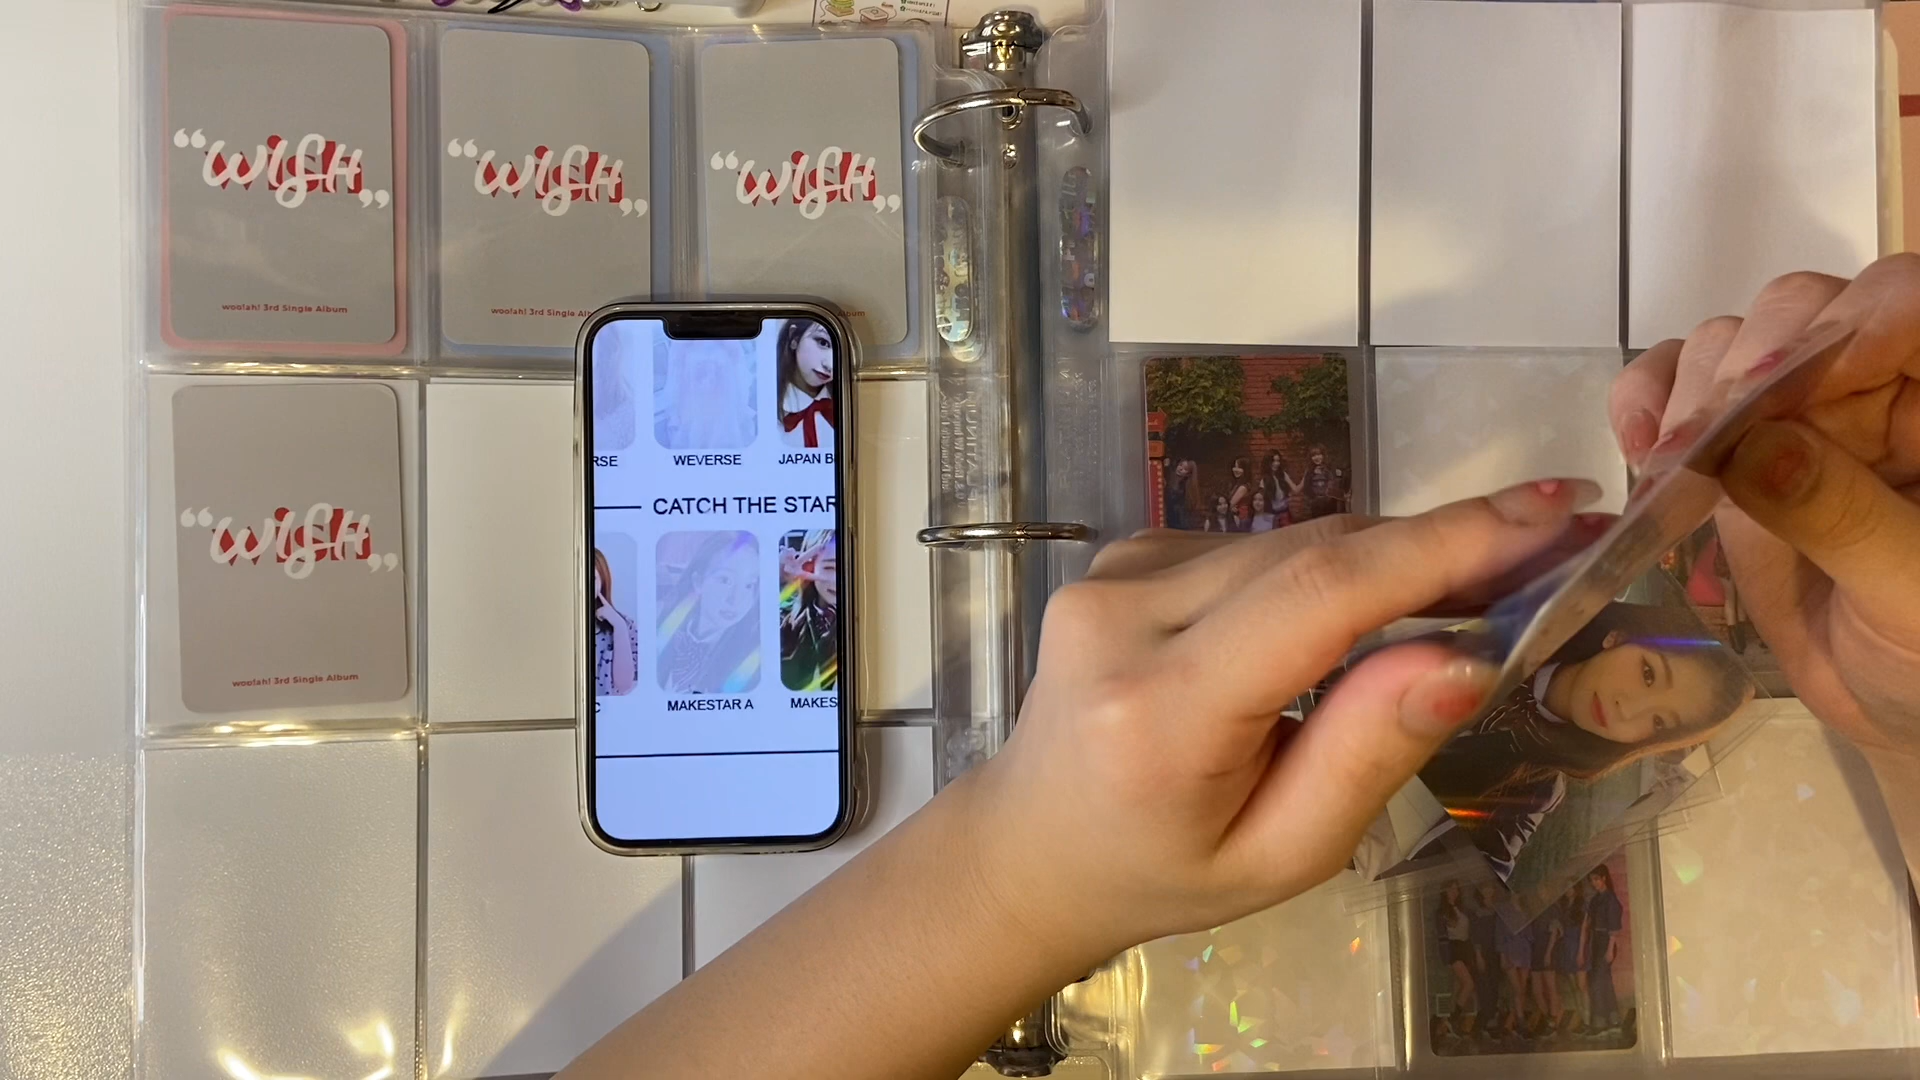 “wish”
woo!ah! 3rd Single Album
“wish”
woo!ah! 3rd Single
“wish”
“wish”
woo!ah! 3rd Single Album
RSE
WEVERSE
JAPAN B
CATCH THE STAR
C
MAKESTAR A
MAKES